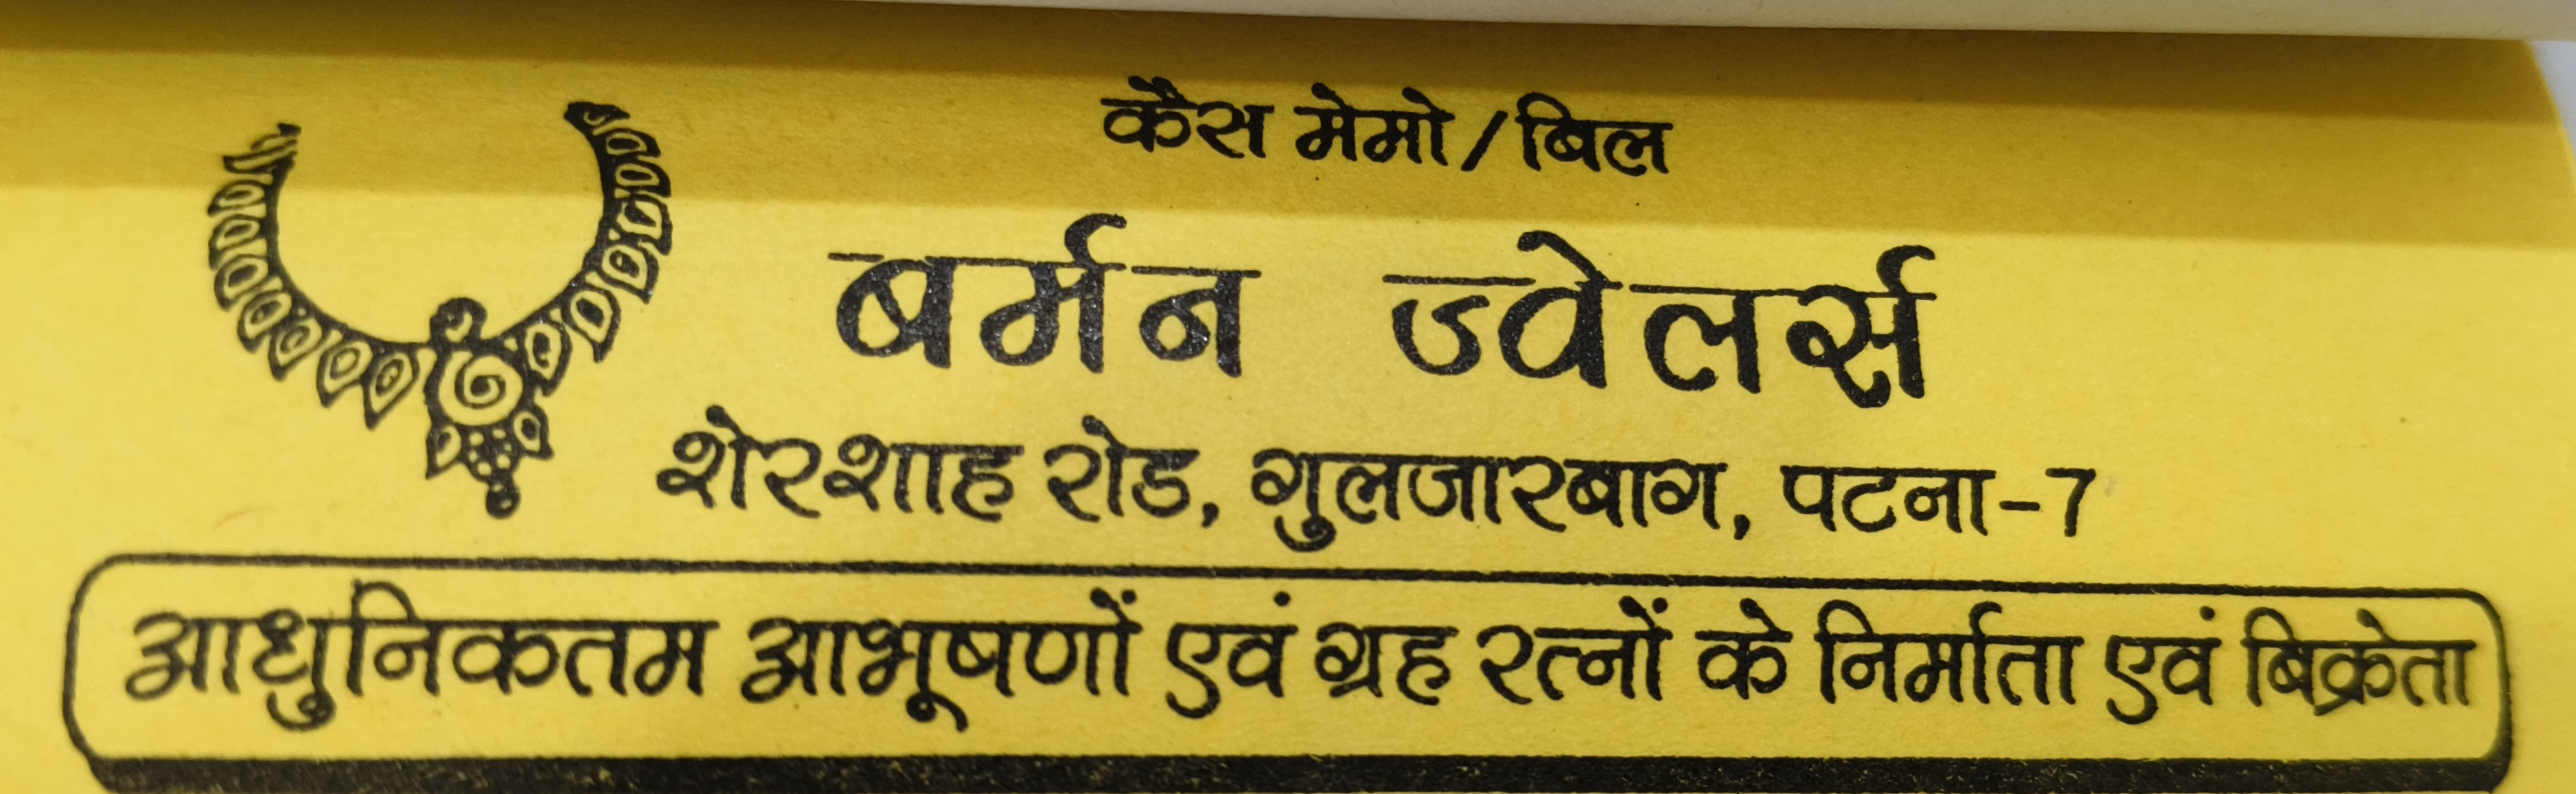 कैस मेमो/बिल
बर्मन ज्वेलर्स
शेरशाह रोड, गुलजारबाग, पटना-7
आधुनिकतम आभूषणों एवं ग्रह रत्नों के निर्माता एवं बिक्रेता